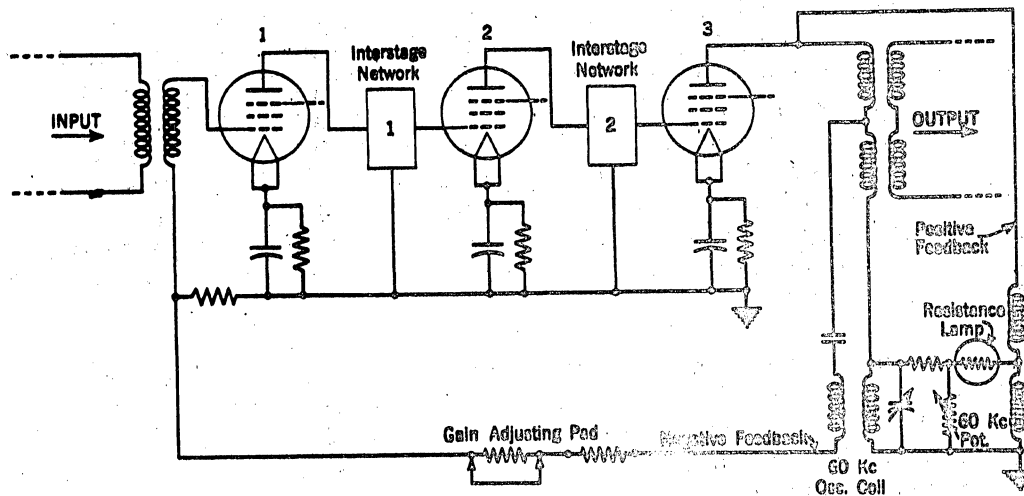 1
2
3
Interstage
Network
Interstage
Network
1
2
INPUT
OUTPUT
Positive
Feedback
Resistance
Lamp
60 Kc
Pot.
Gain Adjusting Pad
Negative Feedback
60 Kc
Osc. Coil